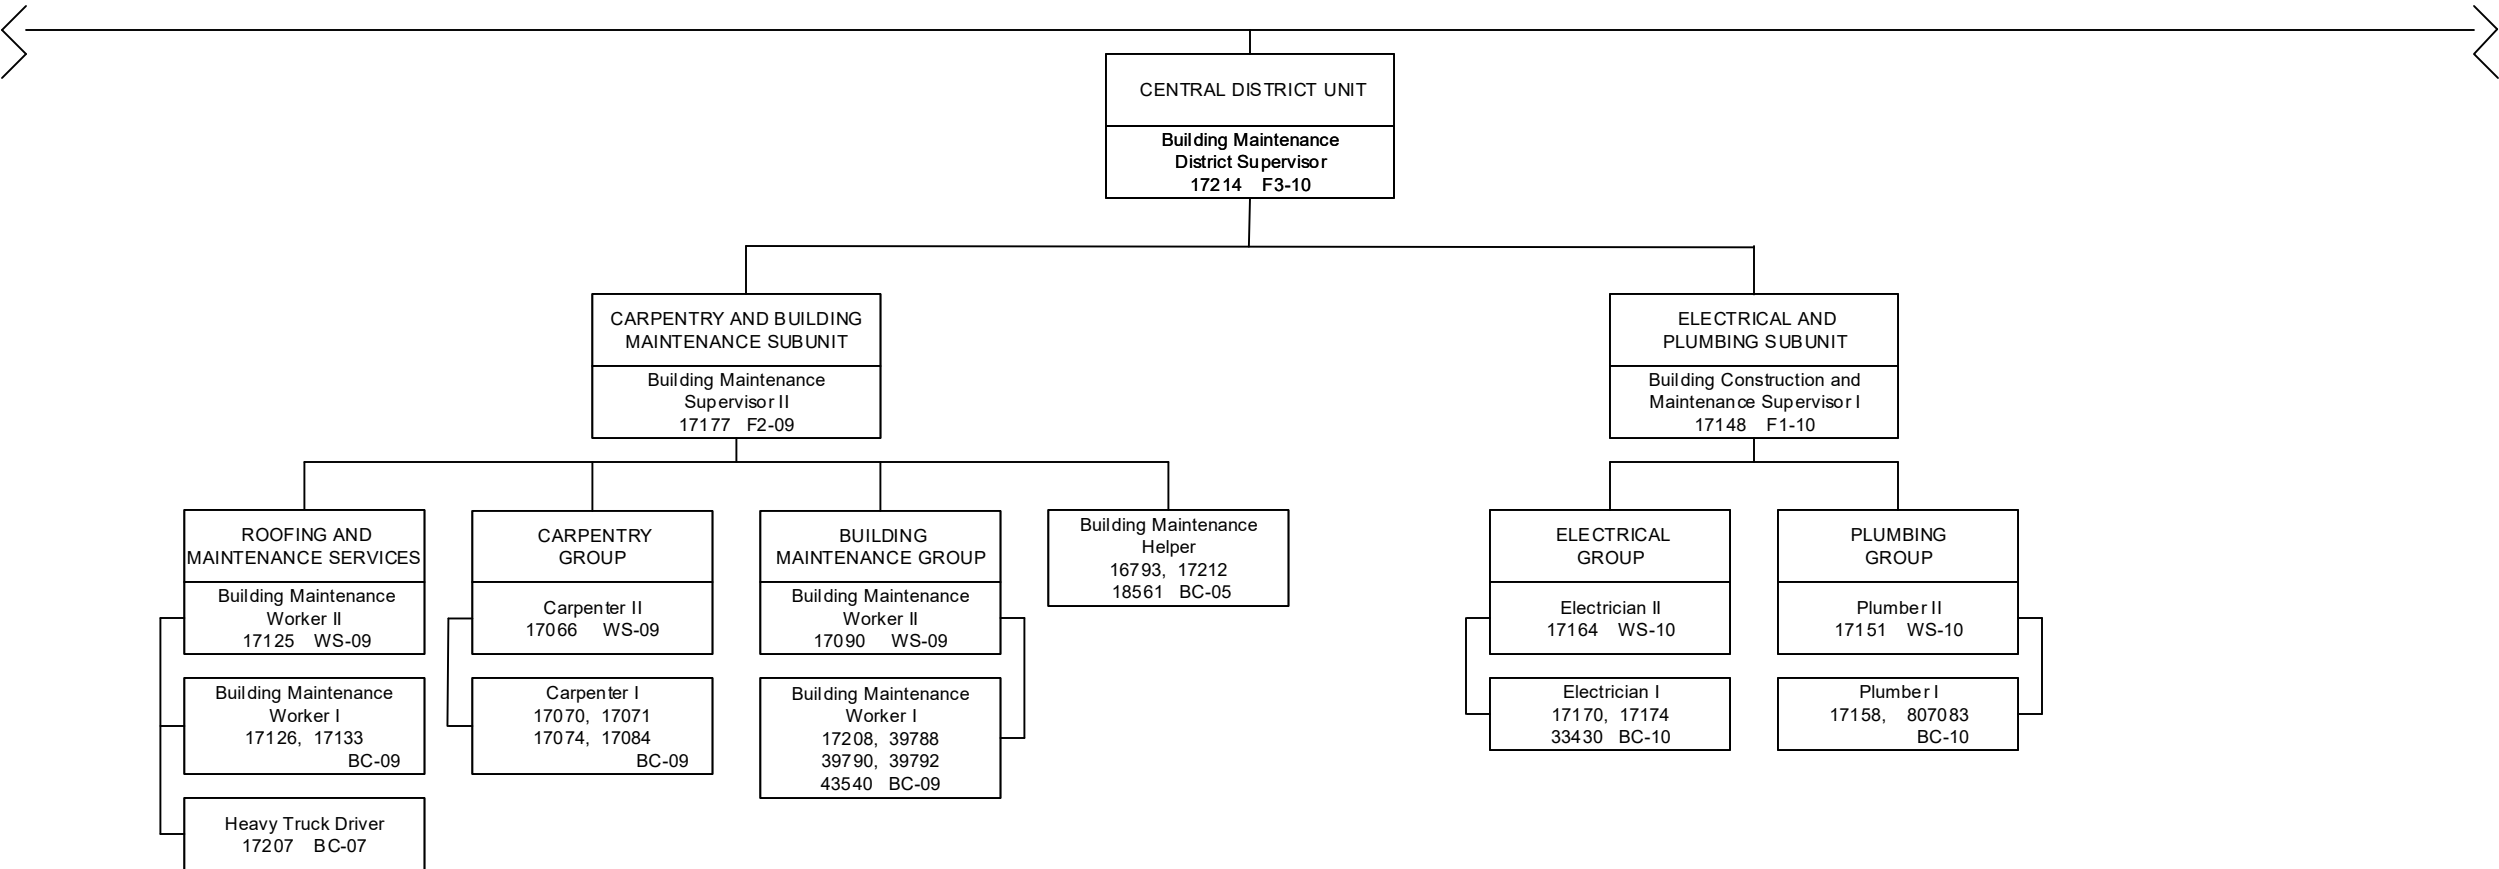 CENTRAL DISTRICT UNIT
Building Maintenance
District Supervisor
17214 F3-10
CARPENTRY AND BUILDING
MAINTENANCE SUBUNIT
Building Maintenance
Supervisor II
17177 F2-09
ELECTRICAL AND
PLUMBING SUBUNIT
Building Construction and
Maintenance Supervisor I
17148 F1-10
ROOFING AND
MAINTENANCE SERVICES
Building Maintenance
Worker II
17125 WS-09
Building Maintenance
Worker I
17126, 17133
BC-09
Heavy Truck Driver
17207 BC-07
CARPENTRY
GROUP
Carpenter II
17066 WS-09
Carpenter I
17070, 17071
17074, 17084
BC-09
BUILDING
MAINTENANCE GROUP
Building Maintenance
Worker II
17090 WS-09
Building Maintenance
Worker I
17208, 39788
39790, 39792
43540 BC-09
Building Maintenance
Helper
16793, 17212
18561 BC-05
ELECTRICAL
GROUP
Electrician II
17164 WS-10
Electrician I
17170, 17174
33430 BC-10
PLUMBING
GROUP
Plumber II
17151 WS-10
Plumber I
17158, 807083
BC-10